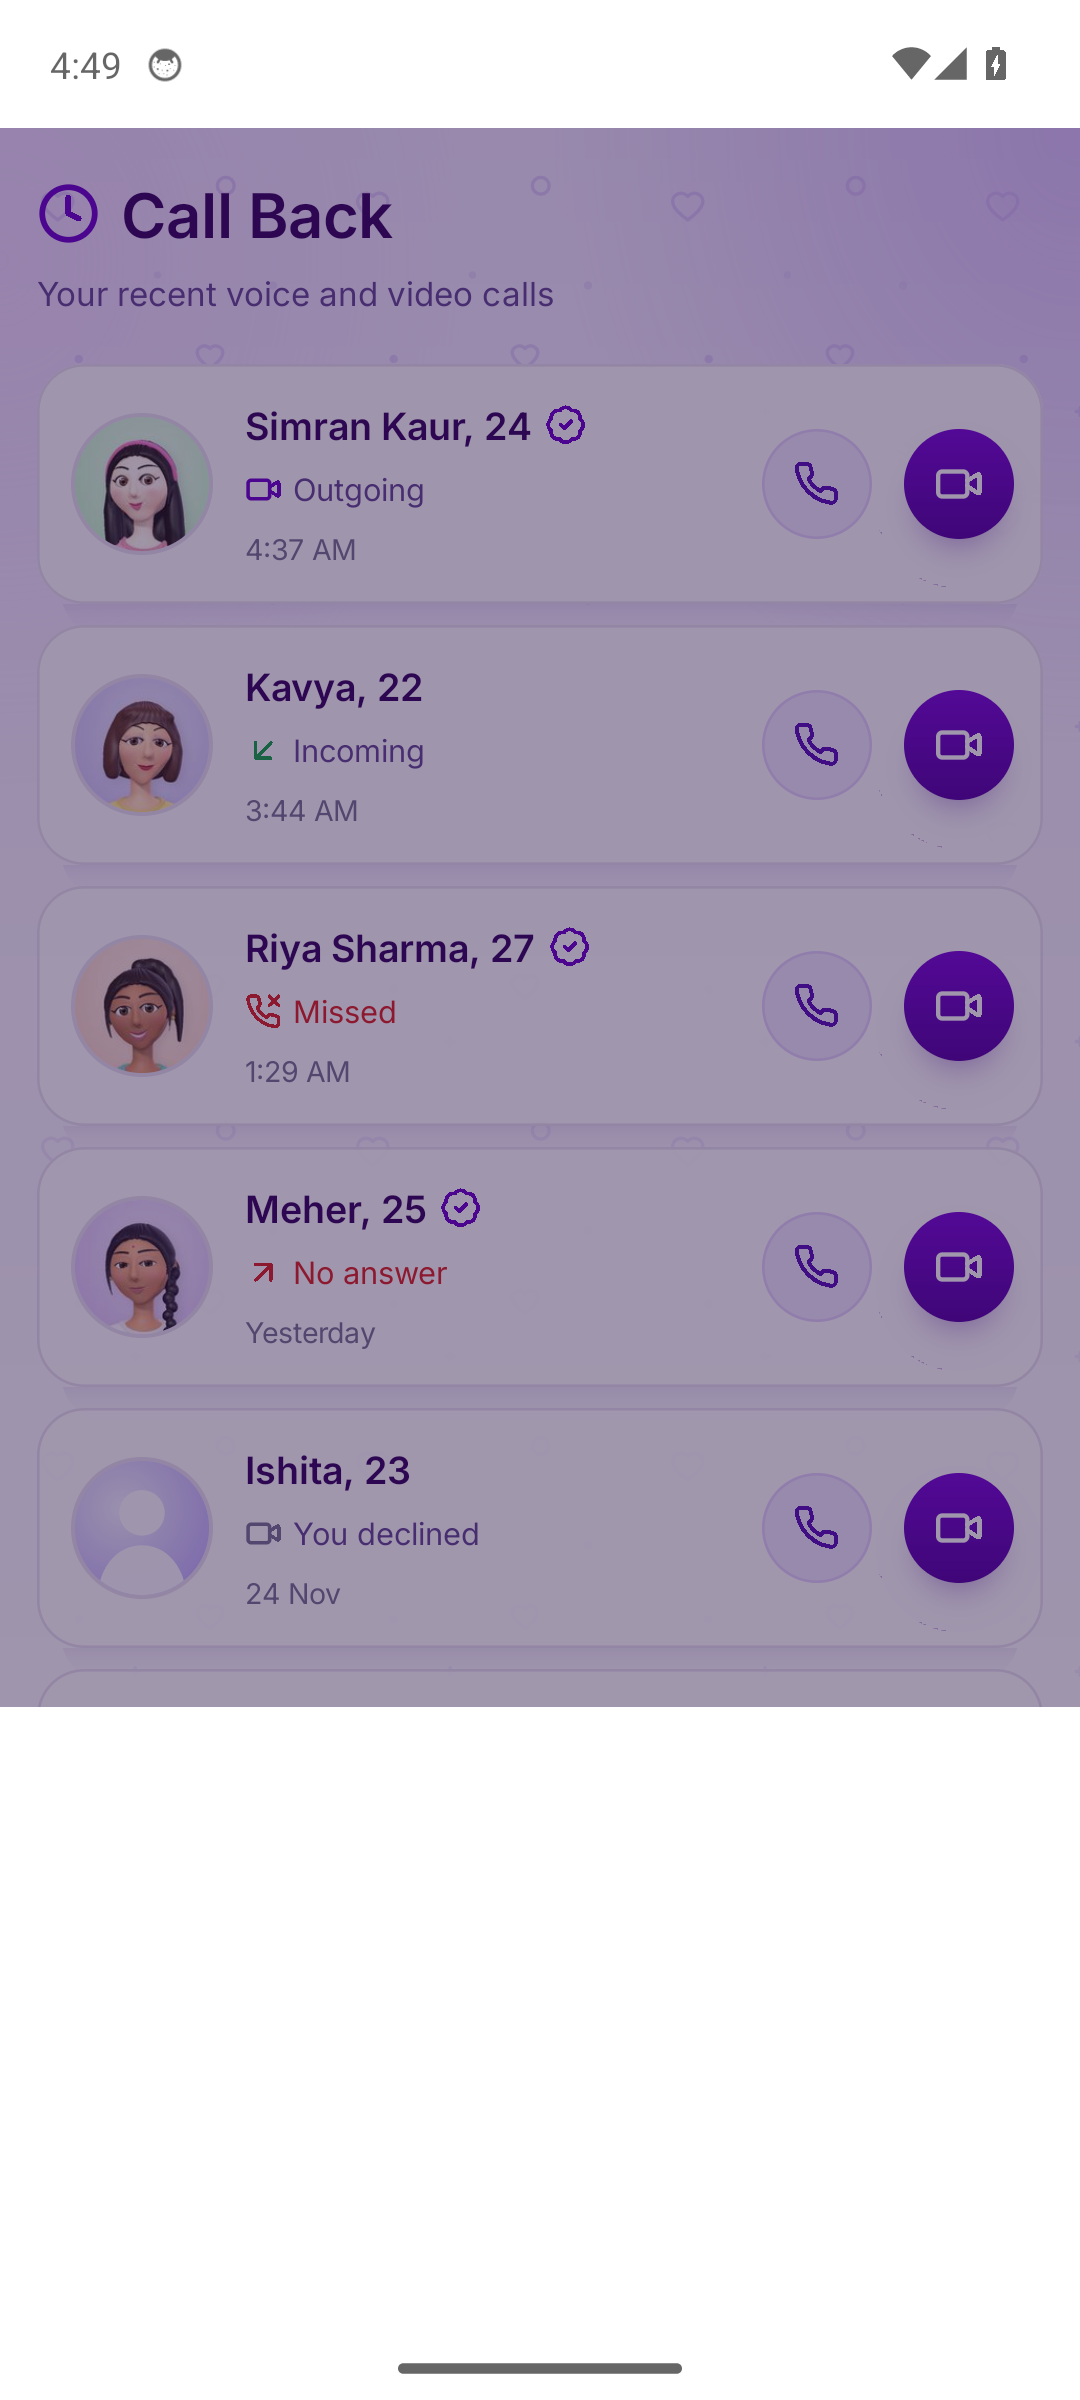 4:49
Call Back
Your recent voice and video calls
Simran Kaur, 24
Outgoing
4:37 AM
Kavya, 22
Incoming
3:44 AM
Riya Sharma, 27
Missed
1:29 AM
Meher, 25
No answer
Yesterday
Ishita, 23
You declined
24 Nov